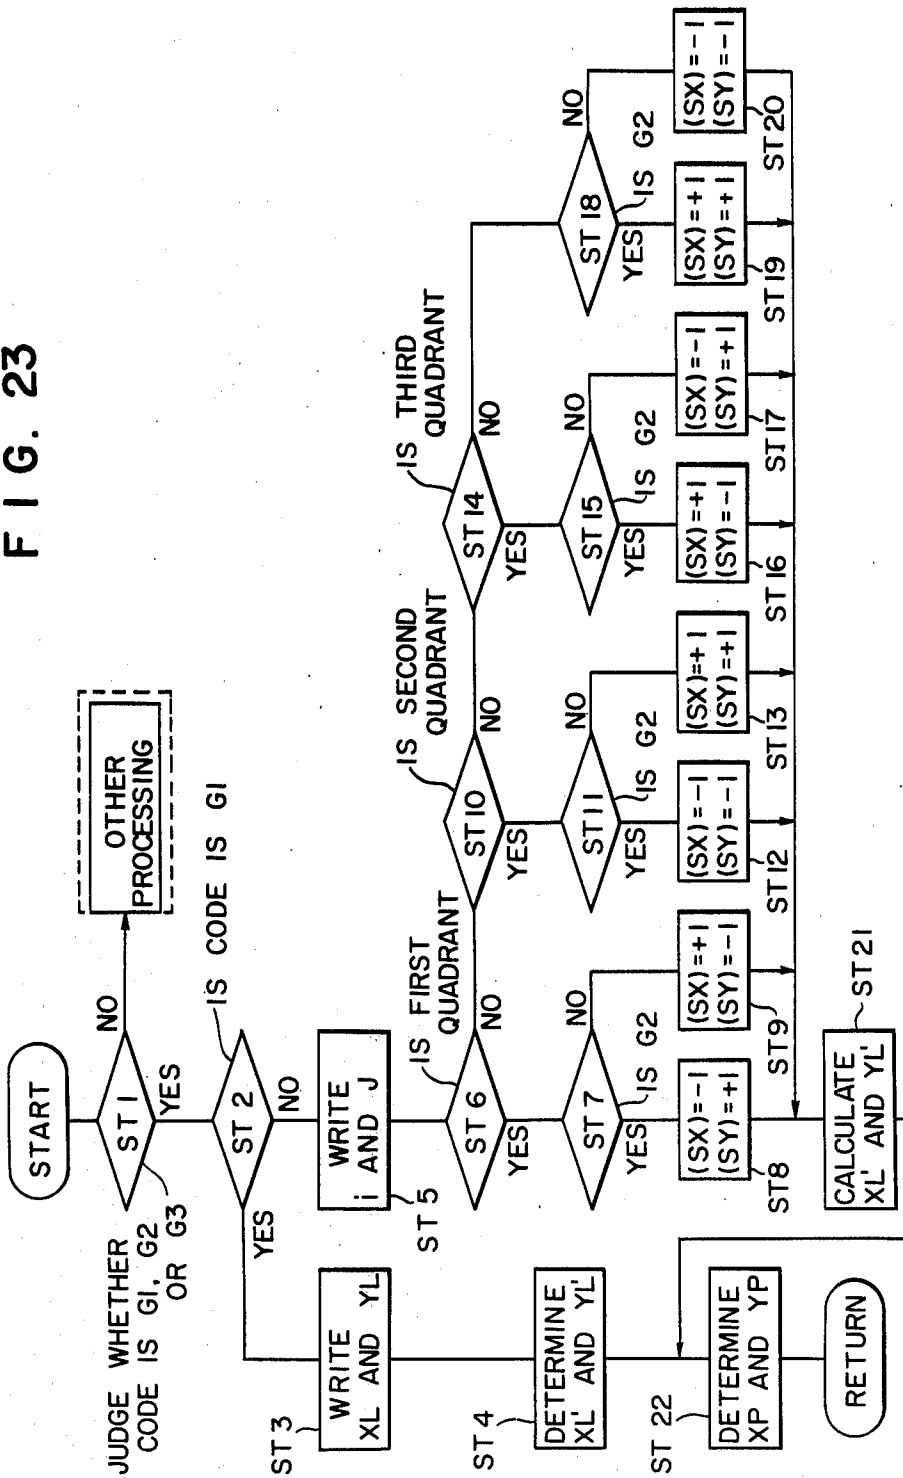 FIG. 23
START
JUDGE WHETHER
CODE IS G1, G2
OR G3
ST 1
NO
OTHER
PROCESSING
YES
IS CODE IS G1
ST 2
YES
NO
ST 3
WRITE
XL AND YL
ST 5
WRITE
i AND J
ST 4
DETERMINE
XL' AND YL'
IS FIRST
QUADRANT
ST 6
NO
YES
IS SECOND
QUADRANT
ST 10
NO
YES
IS THIRD
QUADRANT
ST 14
NO
YES
ST 7
NO
YES
IS G2
ST 11
NO
YES
IS G2
ST 15
NO
YES
IS G2
ST 18
NO
YES
IS G2
ST8
(SX)=-1
(SY)=+1
ST9
(SX)=+1
(SY)=-1
ST12
(SX)=-1
(SY)=-1
ST13
(SX)=+1
(SY)=+1
ST16
(SX)=+1
(SY)=-1
ST17
(SX)=-1
(SY)=+1
ST19
(SX)=+1
(SY)=+1
ST20
(SX)=-1
(SY)=-1
ST21
CALCULATE
XL' AND YL'
ST 22
DETERMINE
XP AND YP
RETURN